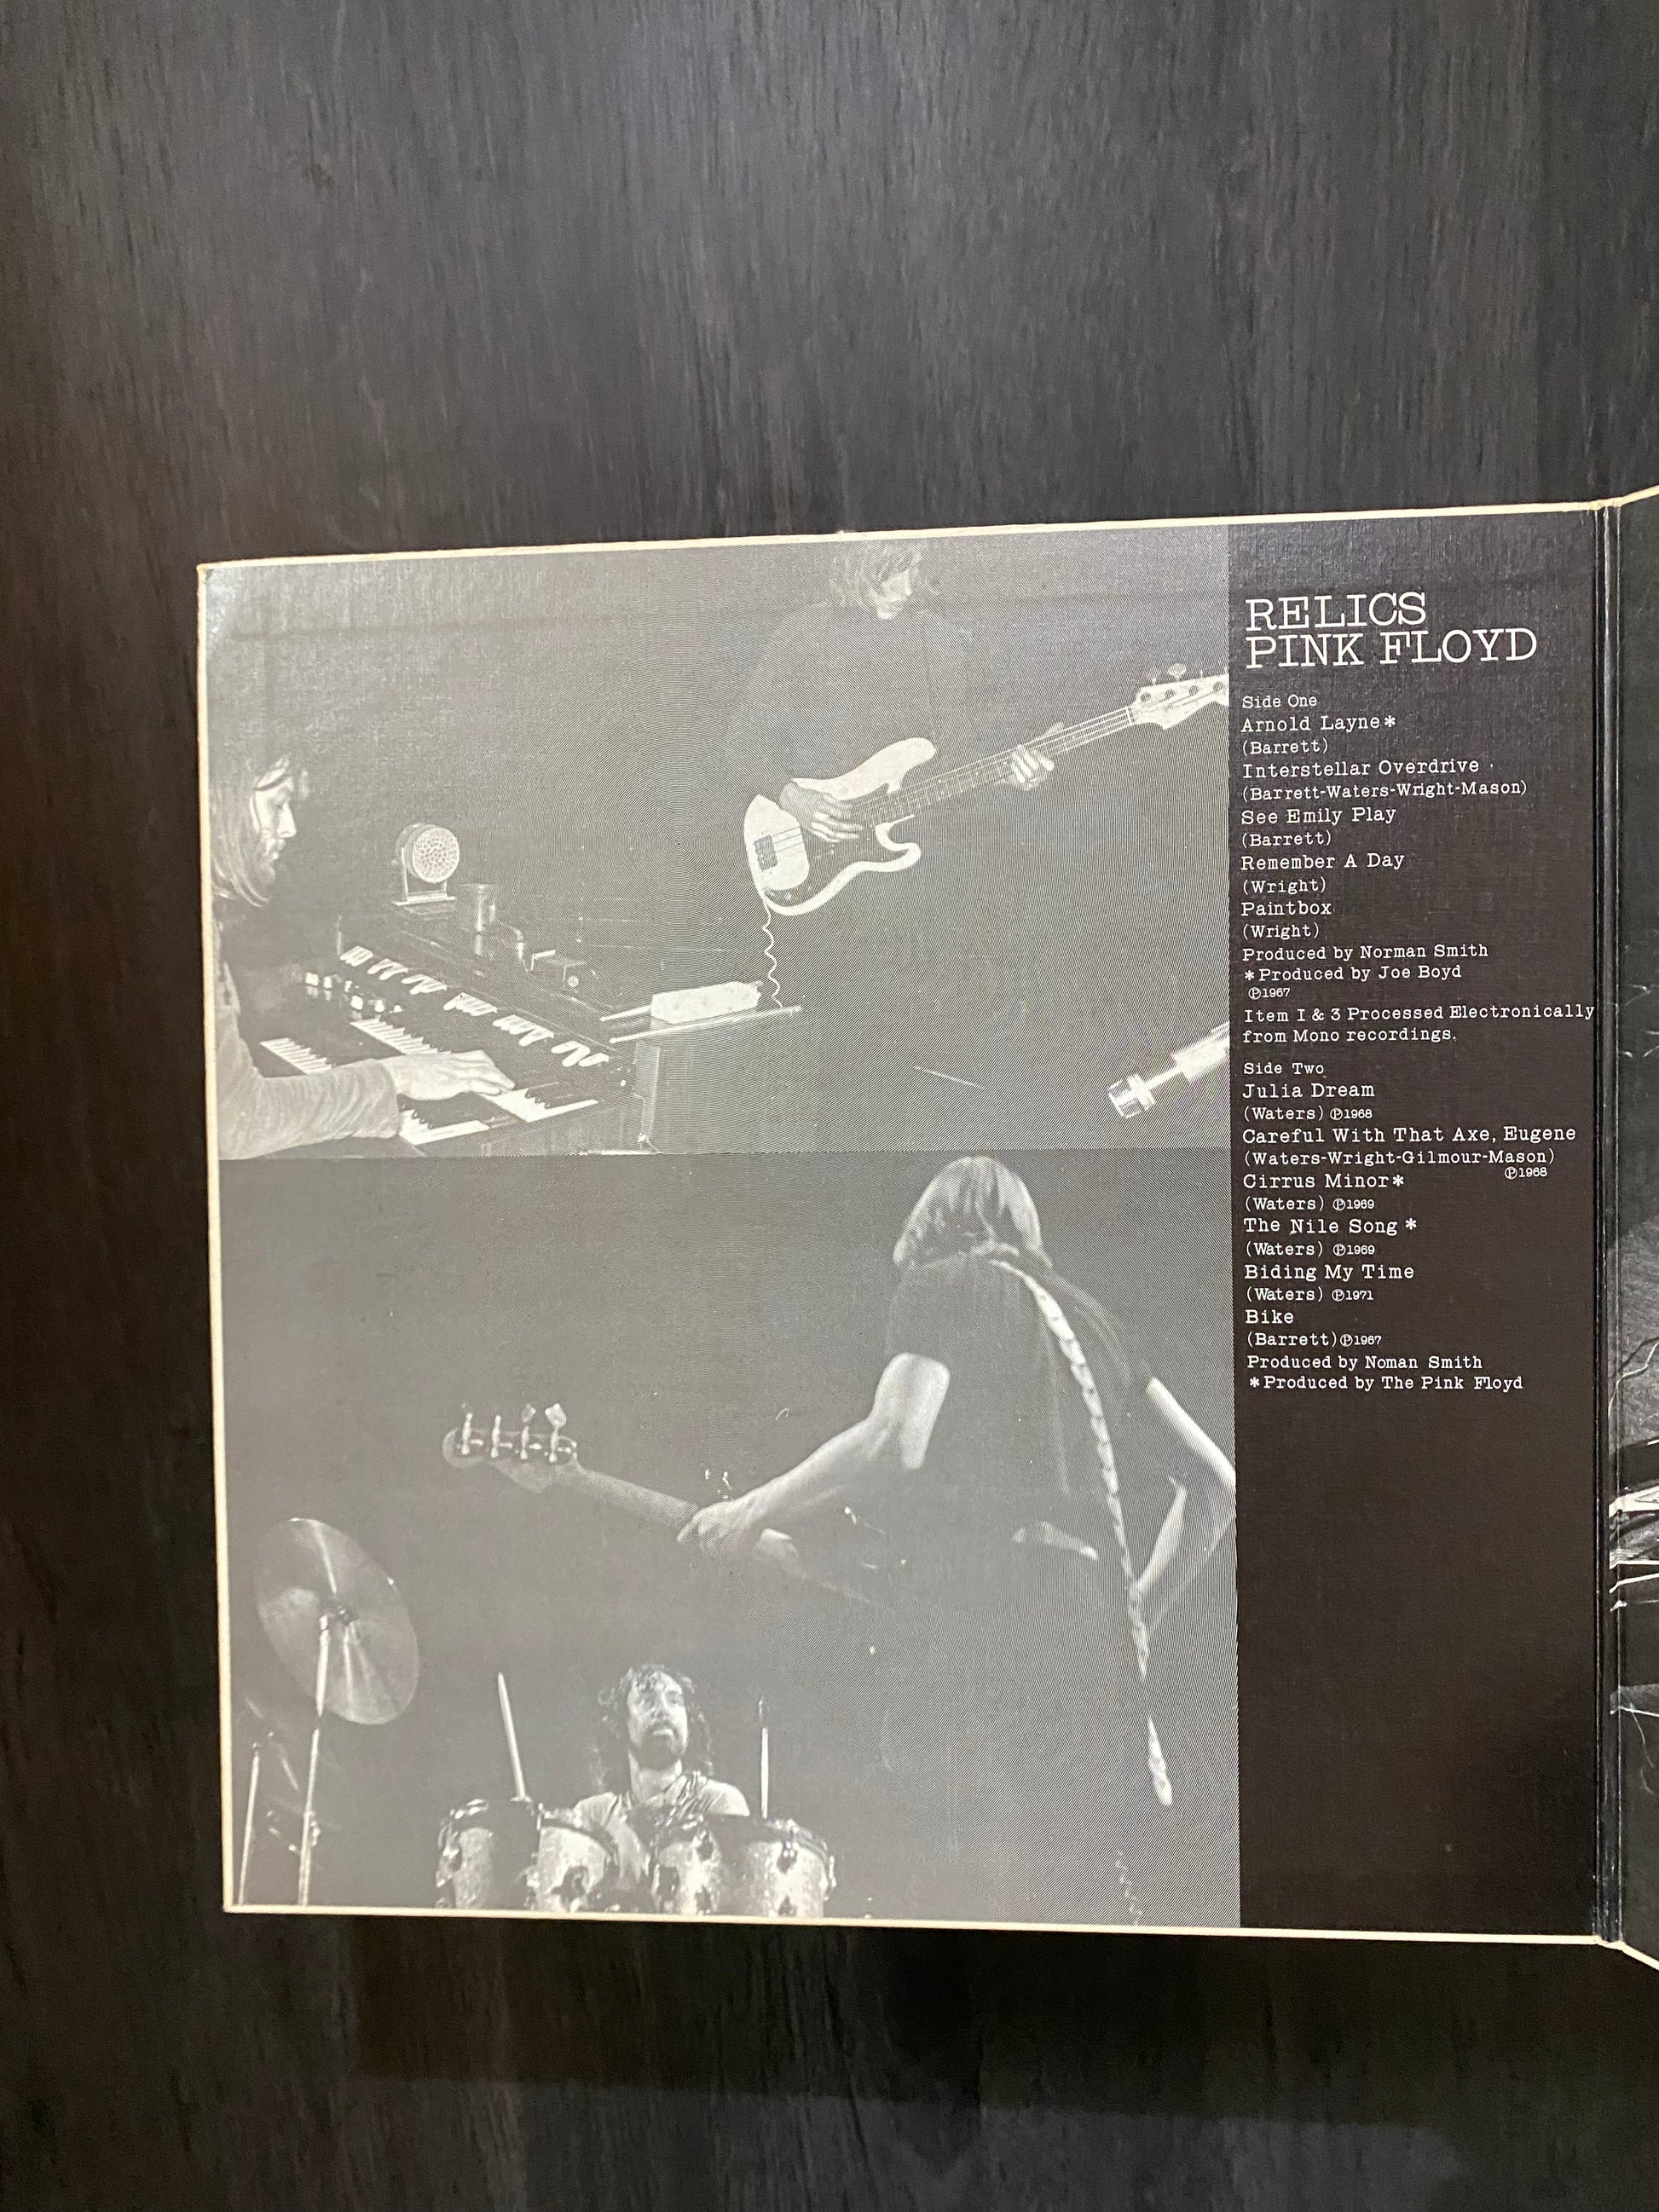 RELICS
PINK FLOYD
Side One
Arnold Layne*
(Barrett)
Interstellar Overdrive
(Barrett-Waters-Wright-Mason)
See Emily Play
(Barrett)
Remember A Day
(Wright)
Paintbox
(Wright)
Produced by Norman Smith
*Produced by Joe Boyd
℗1967
Item I & 3 Processed Electronically
from Mono recordings.
Side Two
Julia Dream
(Waters) ℗1968
Careful With That Axe, Eugene
(Waters-Wright-Gilmour-Mason)
℗1968
Cirrus Minor*
(Waters) ℗1969
The Nile Song *
(Waters) ℗1969
Biding My Time
(Waters) ℗1971
Bike
(Barrett)℗1967
Produced by Noman Smith
*Produced by The Pink Floyd